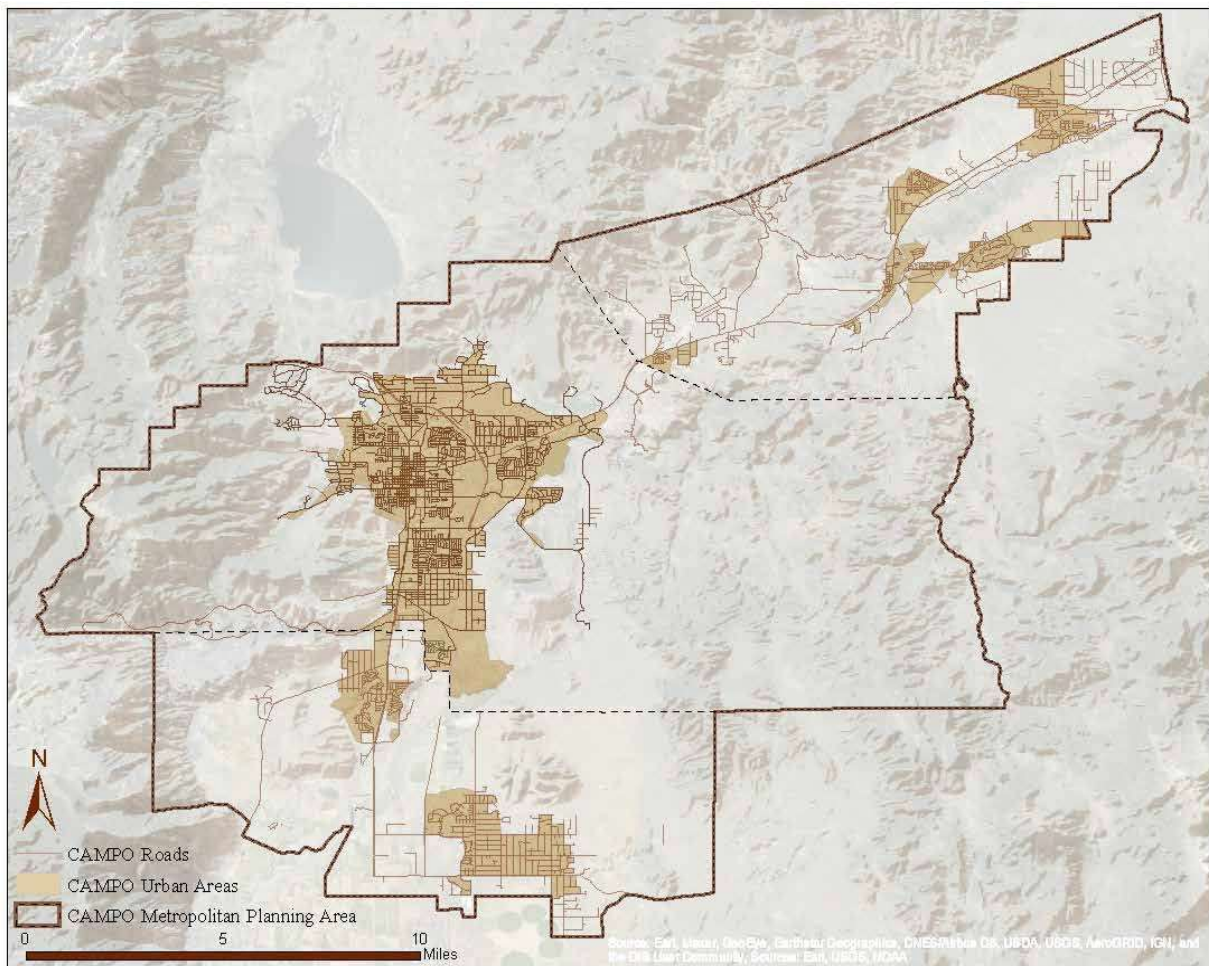 N
CAMPO Roads
CAMPO Urban Areas
CAMPO Metropolitan Planning Area
0 5 10
Miles
Source: Esri, Maxar, GeoEye, Earthstar Geographics, CNES/Airbus DS, USDA, USGS, AeroGRID, IGN, and
the GIS User Community, Sources: Esri, USGS, NOAA